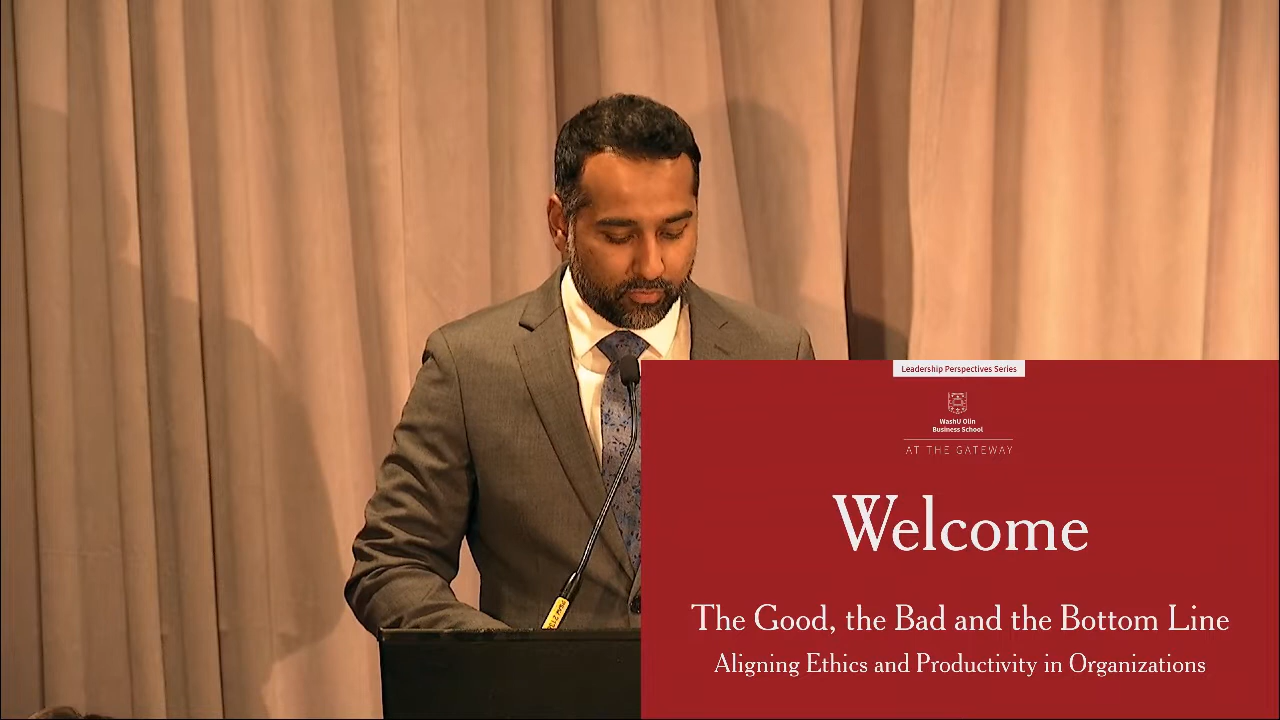 Leadership Perspectives Series
WashU Olin
Business School
AT THE GATEWAY
Welcome
The Good, the Bad and the Bottom Line
Aligning Ethics and Productivity in Organizations